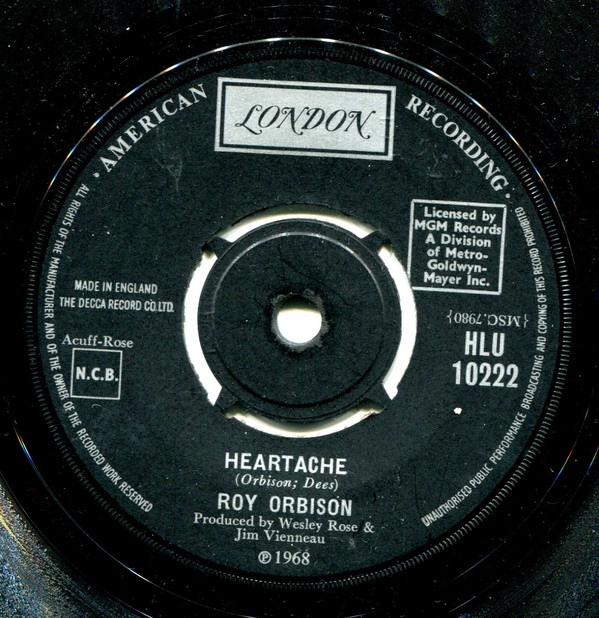 · AMERICAN RECORDING ·
LONDON
Licensed by
MGM Records
A Division
of Metro-
Goldwyn-
Mayer Inc.
MADE IN ENGLAND
THE DECCA RECORD CO. LTD.
{MSC.7980}
HLU
10222
Acuff-Rose
N.C.B.
HEARTACHE
(Orbison; Dees)
ROY ORBISON
Produced by Wesley Rose &
Jim Vienneau
℗ 1968
ALL RIGHTS OF THE MANUFACTURER AND OF THE OWNER OF THE RECORDED WORK RESERVED
UNAUTHORISED PUBLIC PERFORMANCE BROADCASTING AND COPYING OF THIS RECORD PROHIBITED